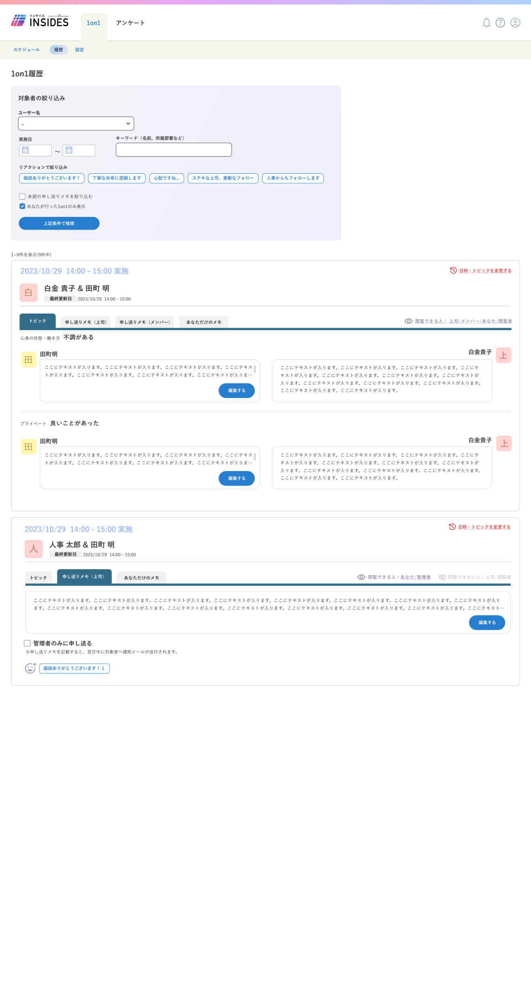 インサイズ PRODUCE BY RECRUIT
INSIDES
1on1
アンケート
スケジュール
履歴
設定
1on1履歴
対象者の絞り込み
ユーザー名
-
実施日
キーワード（名前、所属部署など）
～
リアクションで絞り込み
面談ありがとうございます！
丁寧な共有に感謝します
心配ですね...
ステキな上司、素敵なフォロー
人事からもフォローします
未読の申し送りメモを絞り込む
あなたが行った1on1のみ表示
上記条件で検索
1~9件を表示(9件中)
2023/10/29 14:00 - 15:00 実施
日時・トピックを変更する
白
白金 貴子 & 田町 明
最終更新日 2023/10/29 14:00 - 15:00
トピック
申し送りメモ（上司）
申し送りメモ（メンバー）
あなただけのメモ
閲覧できる人： 上司/メンバー/あなた/閲覧者
心身の状態・働き方 不調がある
田
田町明
ここにテキストが入ります。ここにテキストが入ります。ここにテキストが入ります。ここにテキス
トが入ります。ここにテキストが入ります。ここにテキストが入ります。ここにテキストが入りま…
編集する
白金貴子
上
ここにテキストが入ります。ここにテキストが入ります。ここにテキストが入ります。ここにテ
キストが入ります。ここにテキストが入ります。ここにテキストが入ります。ここにテキストが
入ります。ここにテキストが入ります。ここにテキストが入ります。ここにテキストが入ります。
ここにテキストが入ります。ここにテキストが入ります。
プライベート 良いことがあった
田
田町明
ここにテキストが入ります。ここにテキストが入ります。ここにテキストが入ります。ここにテキス
トが入ります。ここにテキストが入ります。ここにテキストが入ります。ここにテキストが入りま…
編集する
白金貴子
上
ここにテキストが入ります。ここにテキストが入ります。ここにテキストが入ります。ここにテ
キストが入ります。ここにテキストが入ります。ここにテキストが入ります。ここにテキストが
入ります。ここにテキストが入ります。ここにテキストが入ります。ここにテキストが入ります。
ここにテキストが入ります。ここにテキストが入ります。
2023/10/29 14:00 - 15:00 実施
日時・トピックを変更する
人
人事 太郎 & 田町 明
最終更新日 2023/10/29 14:00 - 15:00
トピック
申し送りメモ（上司）
あなただけのメモ
閲覧できる人：あなた/管理者
閲覧できない人：上司/閲覧者
ここにテキストが入ります。ここにテキストが入ります。ここにテキストが入ります。ここにテキストが入ります。ここにテキストが入ります。ここにテキストが入ります。ここにテキストが入ります。ここにテキストが入り
ます。ここにテキストが入ります。ここにテキストが入ります。ここにテキストが入ります。ここにテキストが入ります。ここにテキストが入ります。ここにテキストが入ります。ここにテキストが入ります。ここにテキスト…
編集する
管理者のみに申し送る
※申し送りメモを記載すると、翌日中に対象者へ通知メールが送付されます。
面談ありがとうございます！ 1